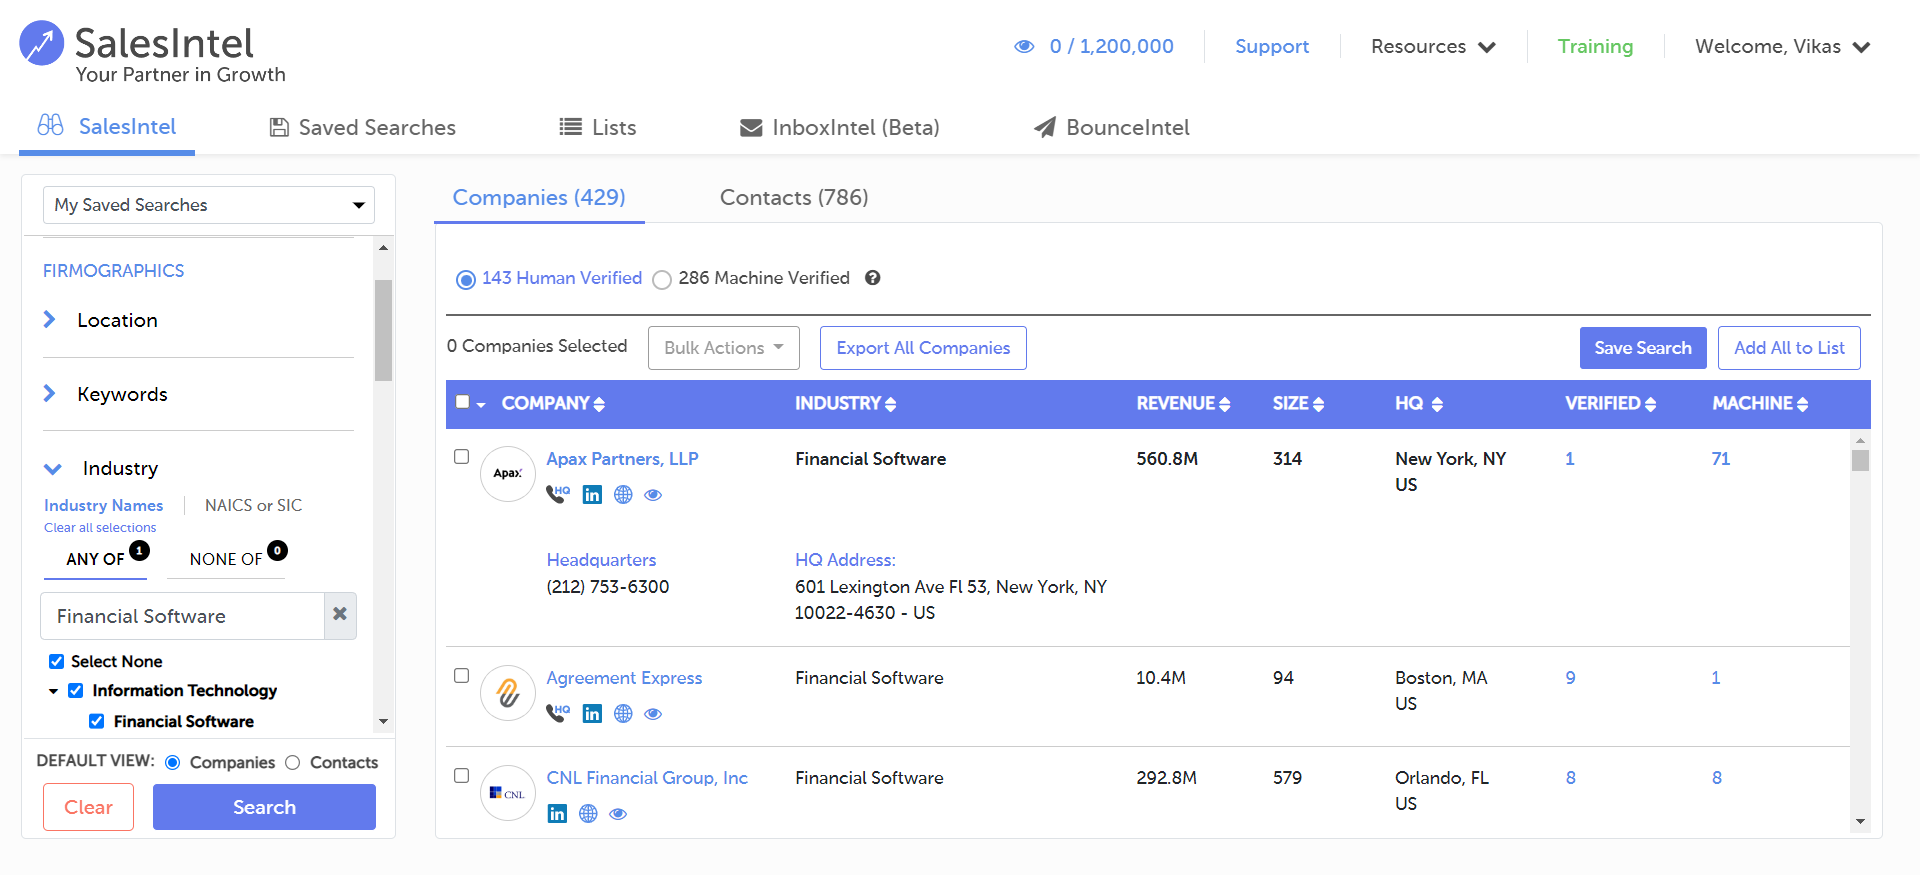 SalesIntel
Your Partner in Growth
0 / 1,200,000
Support
Resources
Training
Welcome, Vikas
SalesIntel
Saved Searches
Lists
InboxIntel (Beta)
BounceIntel
My Saved Searches
FIRMOGRAPHICS
Location
Keywords
Industry
Industry Names
NAICS or SIC
Clear all selections
ANY OF 1
NONE OF 0
Financial Software
Select None
Information Technology
Financial Software
DEFAULT VIEW: Companies Contacts
Clear
Search
Companies (429)
Contacts (786)
143 Human Verified
286 Machine Verified ?
0 Companies Selected
Bulk Actions
Export All Companies
Save Search
Add All to List
COMPANY INDUSTRY REVENUE SIZE HQ VERIFIED MACHINE
Apax
Apax Partners, LLP Financial Software 560.8M 314 New York, NY 1 71
US
HQ in
Headquarters HQ Address:
(212) 753-6300 601 Lexington Ave Fl 53, New York, NY
10022-4630 - US
Agreement Express Financial Software 10.4M 94 Boston, MA 9 1
US
HQ in
CNL
CNL Financial Group, Inc Financial Software 292.8M 579 Orlando, FL 8 8
US
in